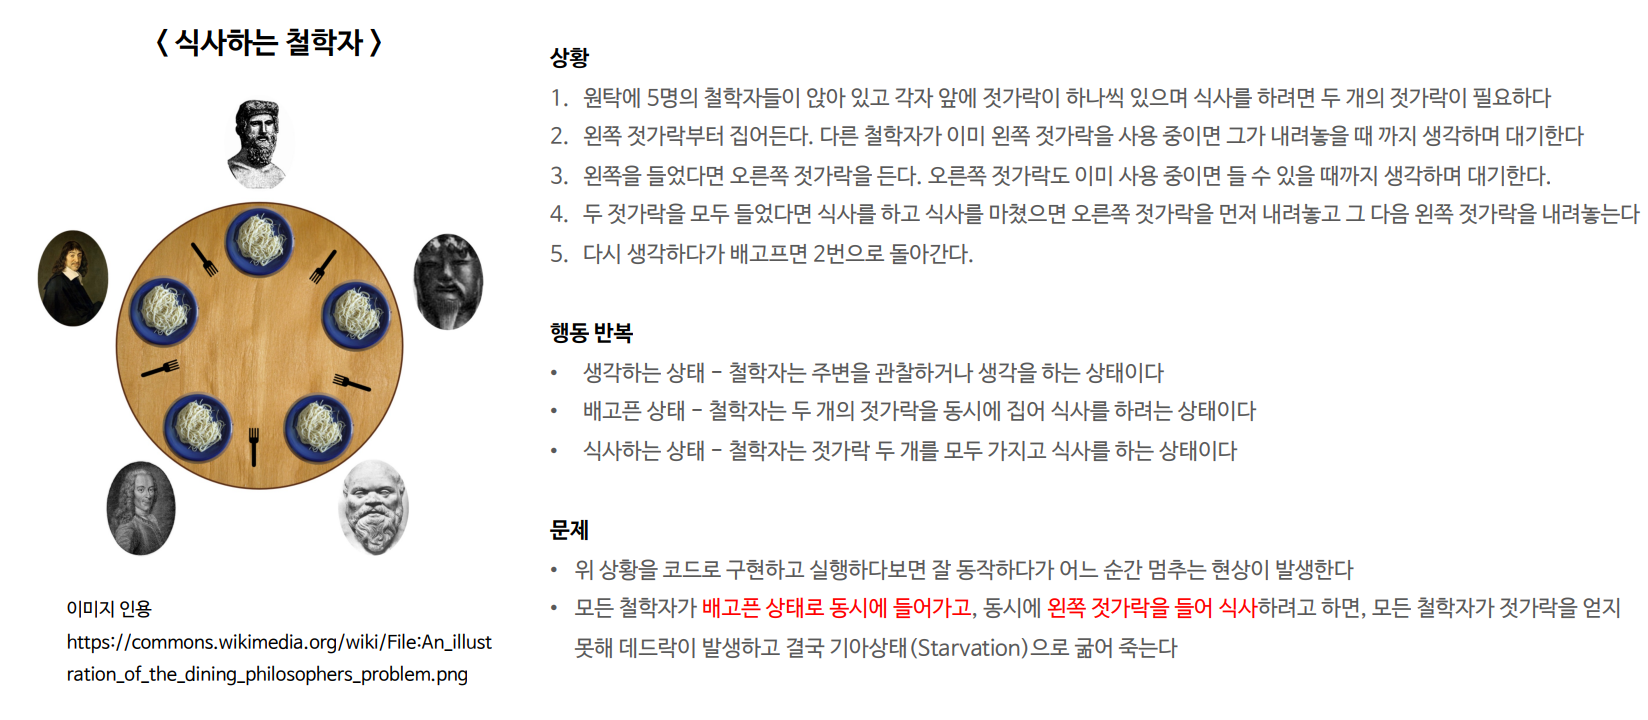 < 식사하는 철학자 >
이미지 인용
https://commons.wikimedia.org/wiki/File:An_illust
ration_of_the_dining_philosophers_problem.png
상황
1. 원탁에 5명의 철학자들이 앉아 있고 각자 앞에 젓가락이 하나씩 있으며 식사를 하려면 두 개의 젓가락이 필요하다
2. 왼쪽 젓가락부터 집어든다. 다른 철학자가 이미 왼쪽 젓가락을 사용 중이면 그가 내려놓을 때 까지 생각하며 대기한다
3. 왼쪽을 들었다면 오른쪽 젓가락을 든다. 오른쪽 젓가락도 이미 사용 중이면 들 수 있을 때까지 생각하며 대기한다.
4. 두 젓가락을 모두 들었다면 식사를 하고 식사를 마쳤으면 오른쪽 젓가락을 먼저 내려놓고 그 다음 왼쪽 젓가락을 내려놓는다
5. 다시 생각하다가 배고프면 2번으로 돌아간다.
행동 반복
• 생각하는 상태 – 철학자는 주변을 관찰하거나 생각을 하는 상태이다
• 배고픈 상태 – 철학자는 두 개의 젓가락을 동시에 집어 식사를 하려는 상태이다
• 식사하는 상태 – 철학자는 젓가락 두 개를 모두 가지고 식사를 하는 상태이다
문제
• 위 상황을 코드로 구현하고 실행하다보면 잘 동작하다가 어느 순간 멈추는 현상이 발생한다
• 모든 철학자가 배고픈 상태로 동시에 들어가고, 동시에 왼쪽 젓가락을 들어 식사하려고 하면, 모든 철학자가 젓가락을 얻지
못해 데드락이 발생하고 결국 기아상태(Starvation)으로 굶어 죽는다